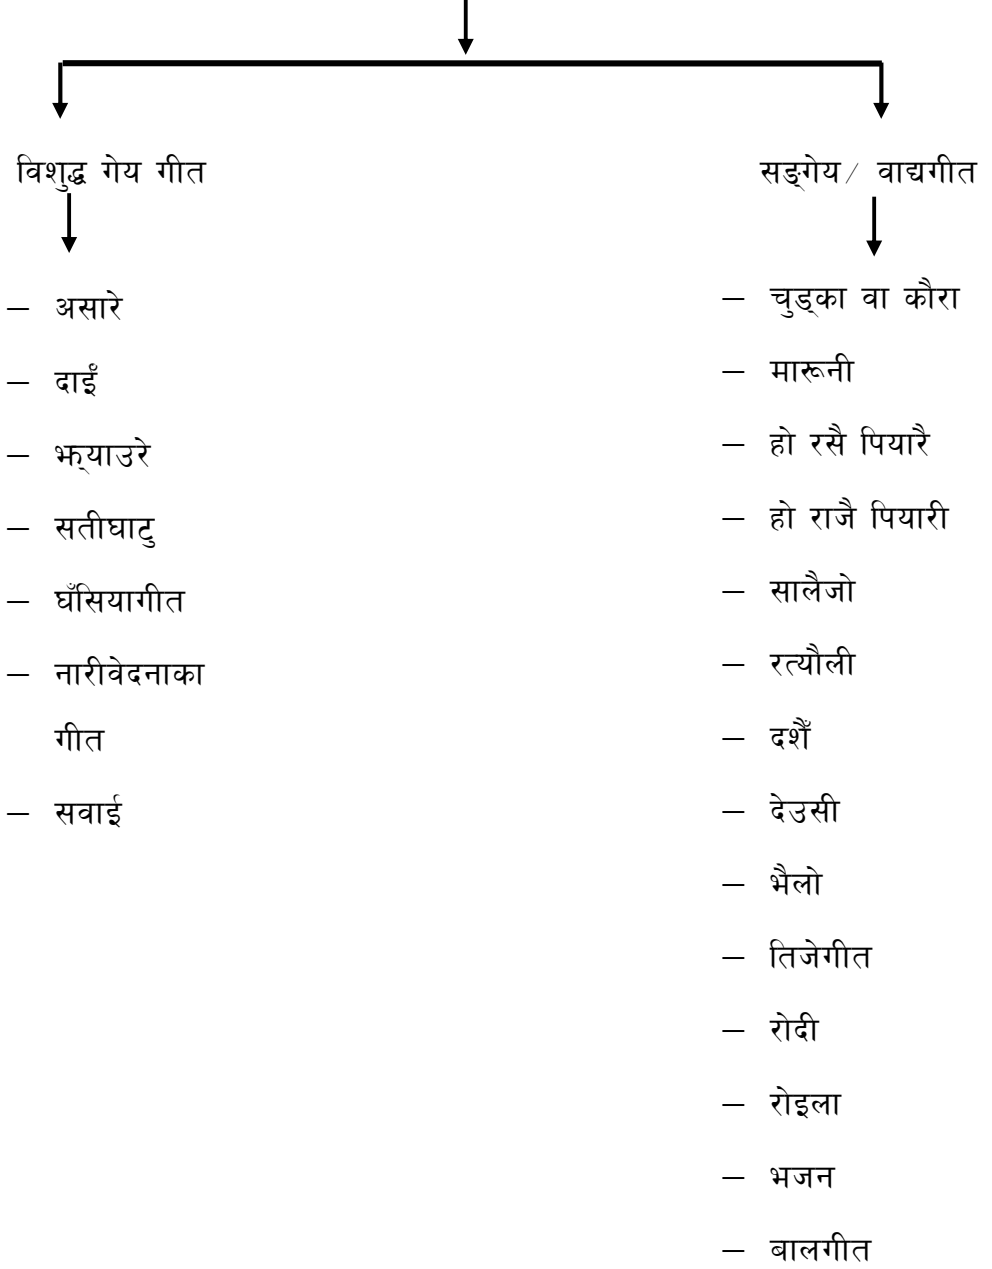 विशुद्ध गेय गीत
– असारे
– दाइँ
– झ्याउरे
– सतीघाटु
– घँसियागीत
– नारीवेदनाका
गीत
– सवाई
सङ्गेय/ वाद्यगीत
– चुड्का वा कौरा
– मारूनी
– हो रसै पियारै
– हो राजै पियारी
– सालैजो
– रत्यौली
– दशैँ
– देउसी
– भैलो
– तिजेगीत
– रोदी
– रोइला
– भजन
– बालगीत